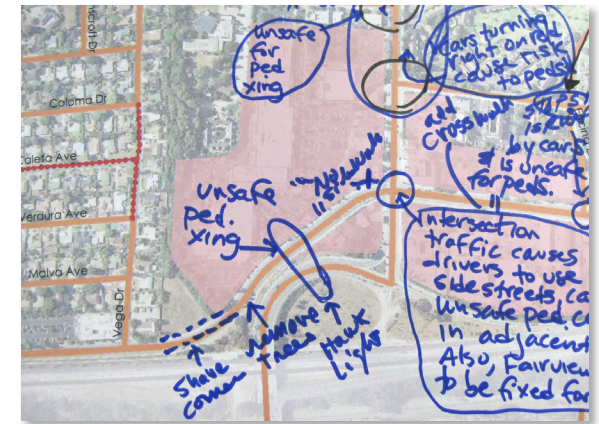 Unsafe
for
ped
xing
Cars turning
right on red
cause risk
to peds
add
Crosswalk
by cars
It is unsafe
for peds.
unsafe
ped.
xing
Intersection
traffic causes
drivers to use
side streets, ca
unsafe ped. c
in adjacent
Also, Fairview
to be fixed for
remove
trees
Hawk
Light
Shave
corner
Coloma Dr
Caleta Ave
Verdura Ave
Malva Ave
Vega Dr
croft Dr